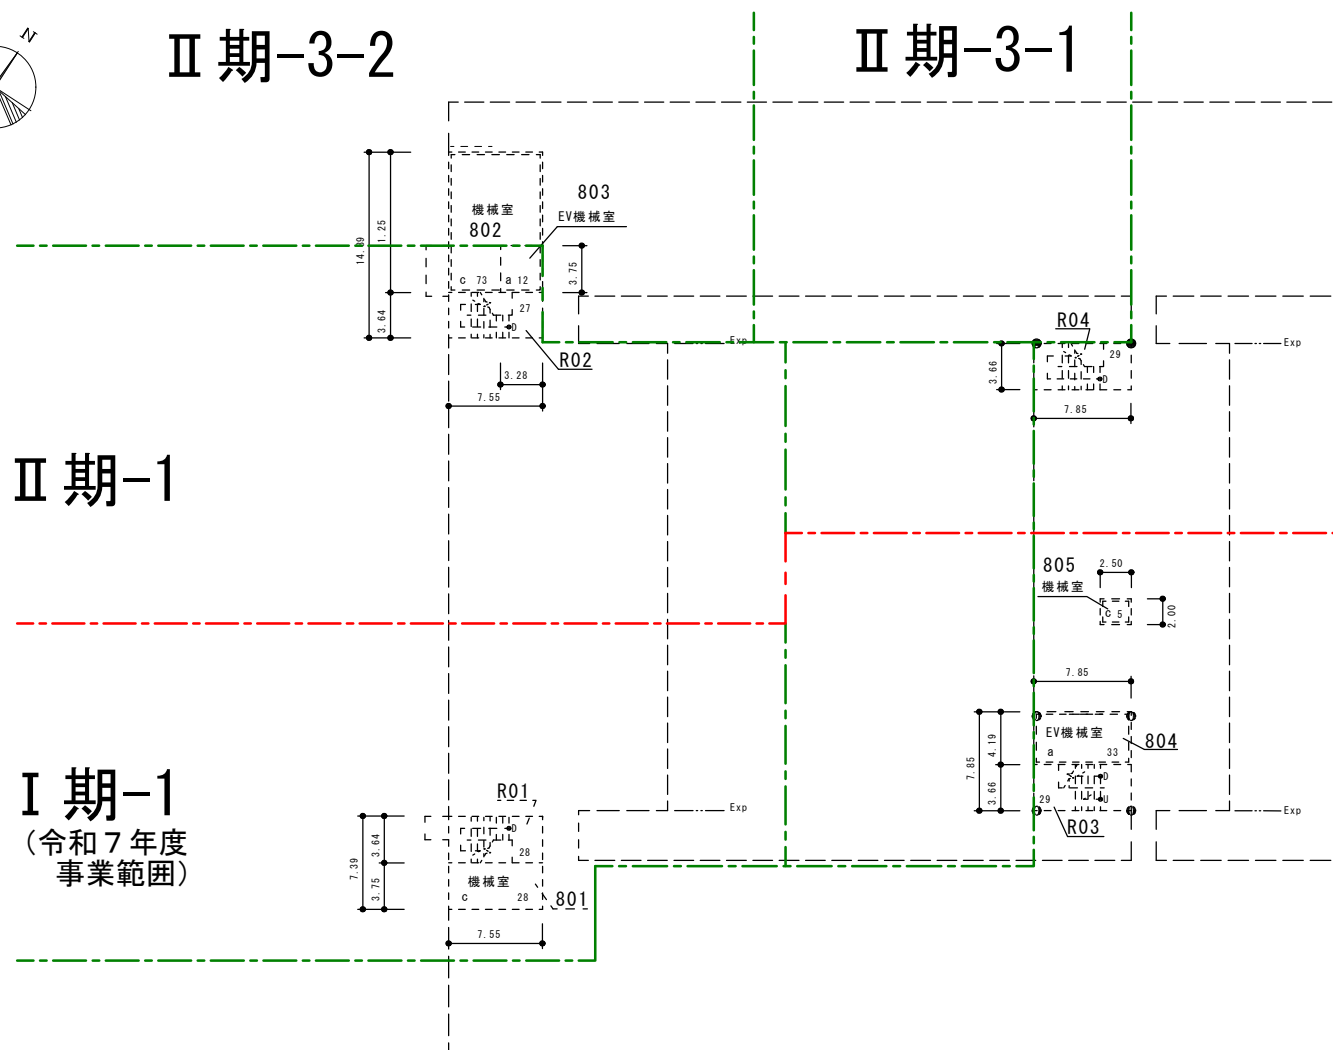 N
Ⅱ期-3-2
Ⅱ期-3-1
803
EV機械室
機械室
802
c 73
a 12
27
D
R02
14.89
1.25
3.64
3.75
3.28
7.55
Exp
R04
29
D
3.66
7.85
Exp
Ⅱ期-1
805
機械室
2.50
c 5
2.00
7.85
EV機械室
a 33
804
7.85
4.19
3.66
D
U
29
R03
Exp
Exp
Ⅰ期-1
(令和7年度
事業範囲)
R01
D
28
機械室
c 28
801
7.39
3.64
3.75
7.55